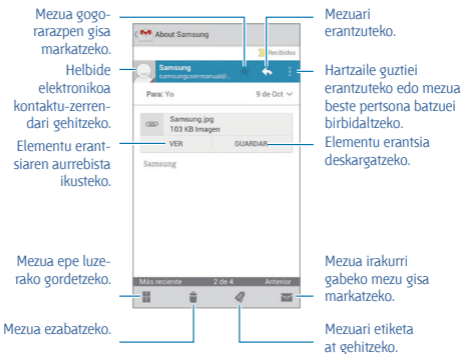 Mezua gogo-
rarazpen gisa
markatzeko.
Helbide
elektronikoa
kontaktu-zerren-
dari gehitzeko.
Elementu erant-
siaren aurrebista
ikusteko.
Mezua epe luze-
rako gordetzeko.
Mezua ezabatzeko.
About Samsung
Recibidos
Samsung
Para: Yo
9 de Oct
Samsung.jpg
103 KB Imagen
VER GUARDAR
Samsung
Más reciente 2 de 4 Anterior
Mezuari
erantzuteko.
Hartzaile guztiei
erantzuteko edo mezua
beste pertsona batzuei
birbidaltzeko.
Elementu erantsia
deskargatzeko.
Mezua irakurri
gabeko mezu gisa
markatzeko.
Mezuari etiketa
at gehitzeko.